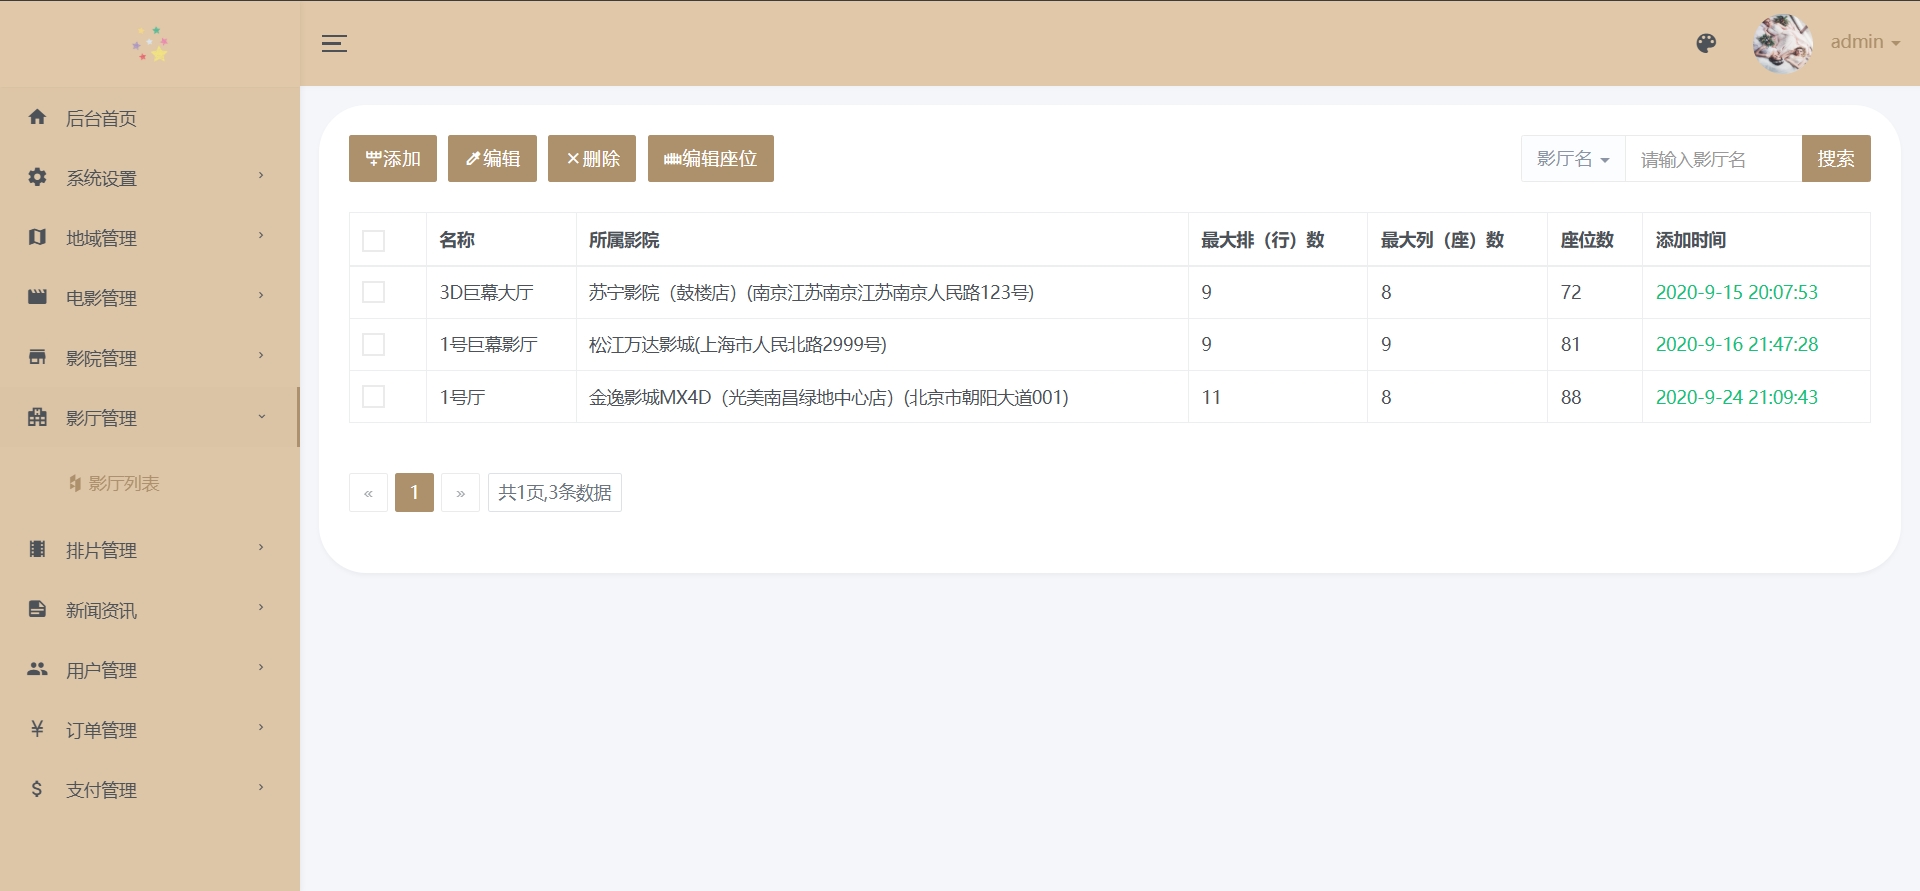 admin
后台首页
系统设置
地域管理
电影管理
影院管理
影厅管理
影厅列表
排片管理
新闻资讯
用户管理
订单管理
支付管理
添加 编辑 删除 编辑座位 影厅名 请输入影厅名 搜索
名称 所属影院 最大排（行）数 最大列（座）数 座位数 添加时间
3D巨幕大厅 苏宁影院（鼓楼店）(南京江苏南京江苏南京人民路123号) 9 8 72 2020-9-15 20:07:53
1号巨幕影厅 松江万达影城(上海市人民北路2999号) 9 9 81 2020-9-16 21:47:28
1号厅 金逸影城MX4D（光美南昌绿地中心店）(北京市朝阳大道001) 11 8 88 2020-9-24 21:09:43
« 1 » 共1页,3条数据